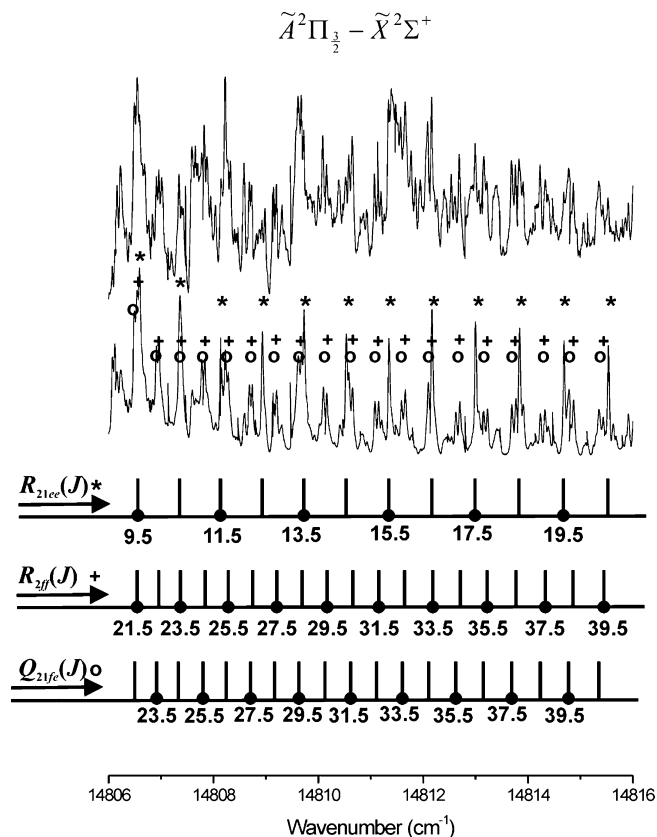 Ã²Π₃⁄₂ − X̃²Σ⁺
* + * * * * * * * * * * *
o + + + + + + + + + + + + + + + + + +
o o o o o o o o o o o o o o o o o o
R₂₁ₑₑ(J)*
9.5 11.5 13.5 15.5 17.5 19.5
R₂ff(J) +
21.5 23.5 25.5 27.5 29.5 31.5 33.5 35.5 37.5 39.5
Q₂₁fe(J)o
23.5 25.5 27.5 29.5 31.5 33.5 35.5 37.5 39.5
14806 14808 14810 14812 14814 14816
Wavenumber (cm⁻¹)